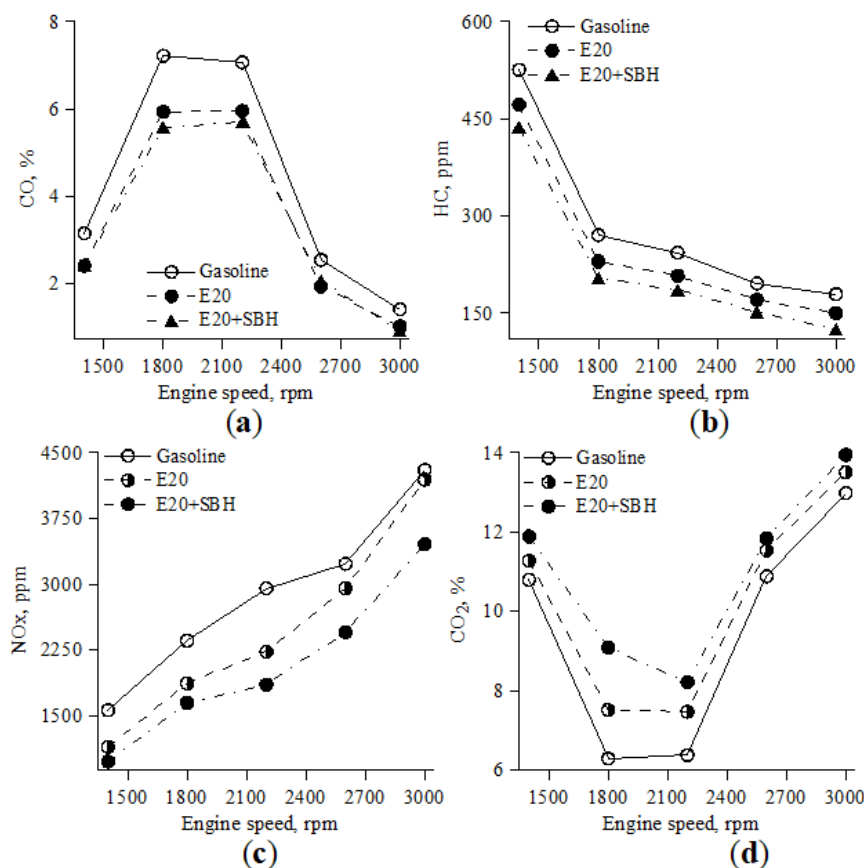 8
6
4
2
CO, %
Gasoline
E20
E20+SBH
1500 1800 2100 2400 2700 3000
Engine speed, rpm
(a)
600
450
300
150
HC, ppm
Gasoline
E20
E20+SBH
1500 1800 2100 2400 2700 3000
Engine speed, rpm
(b)
4500
3750
3000
2250
1500
NOx, ppm
Gasoline
E20
E20+SBH
1500 1800 2100 2400 2700 3000
Engine speed, rpm
(c)
14
12
10
8
6
CO₂, %
Gasoline
E20
E20+SBH
1500 1800 2100 2400 2700 3000
Engine speed, rpm
(d)